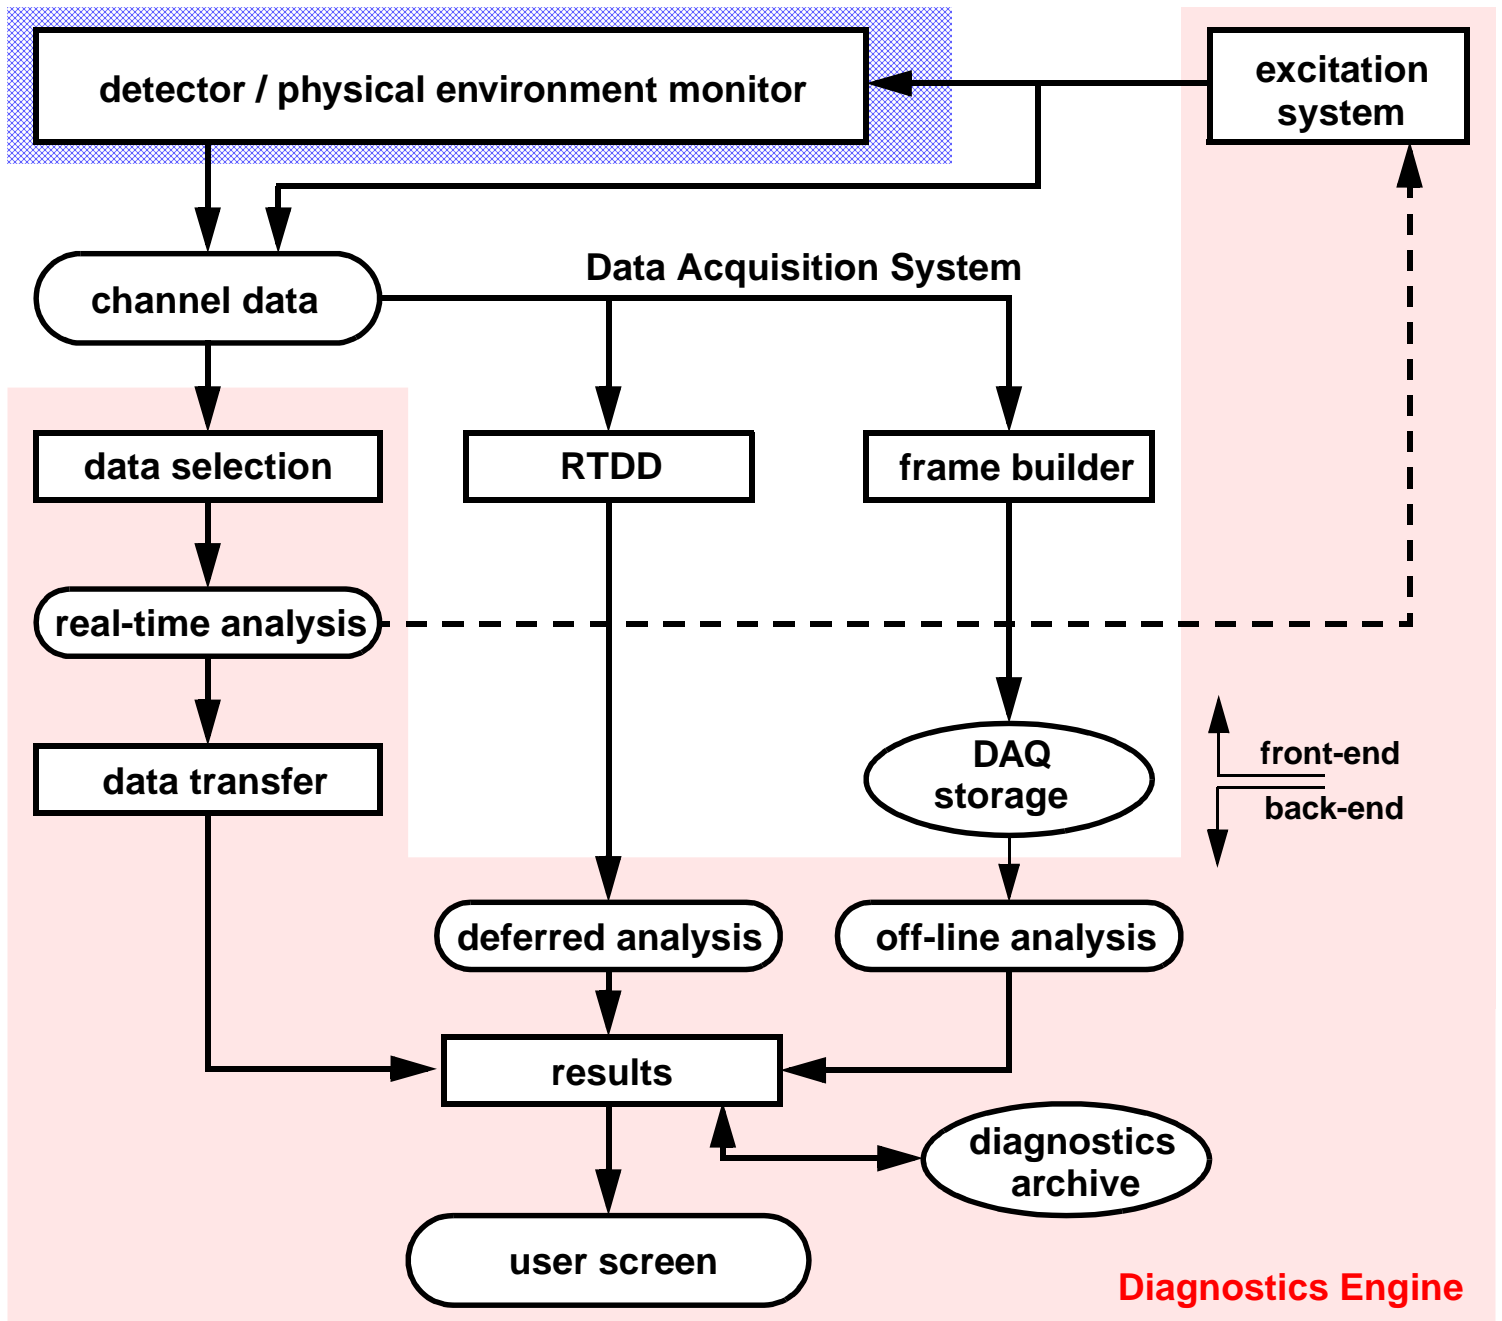 detector / physical environment monitor
excitation
system
Data Acquisition System
channel data
data selection
RTDD
frame builder
real-time analysis
DAQ
storage
front-end
back-end
data transfer
deferred analysis
off-line analysis
results
diagnostics
archive
user screen
Diagnostics Engine